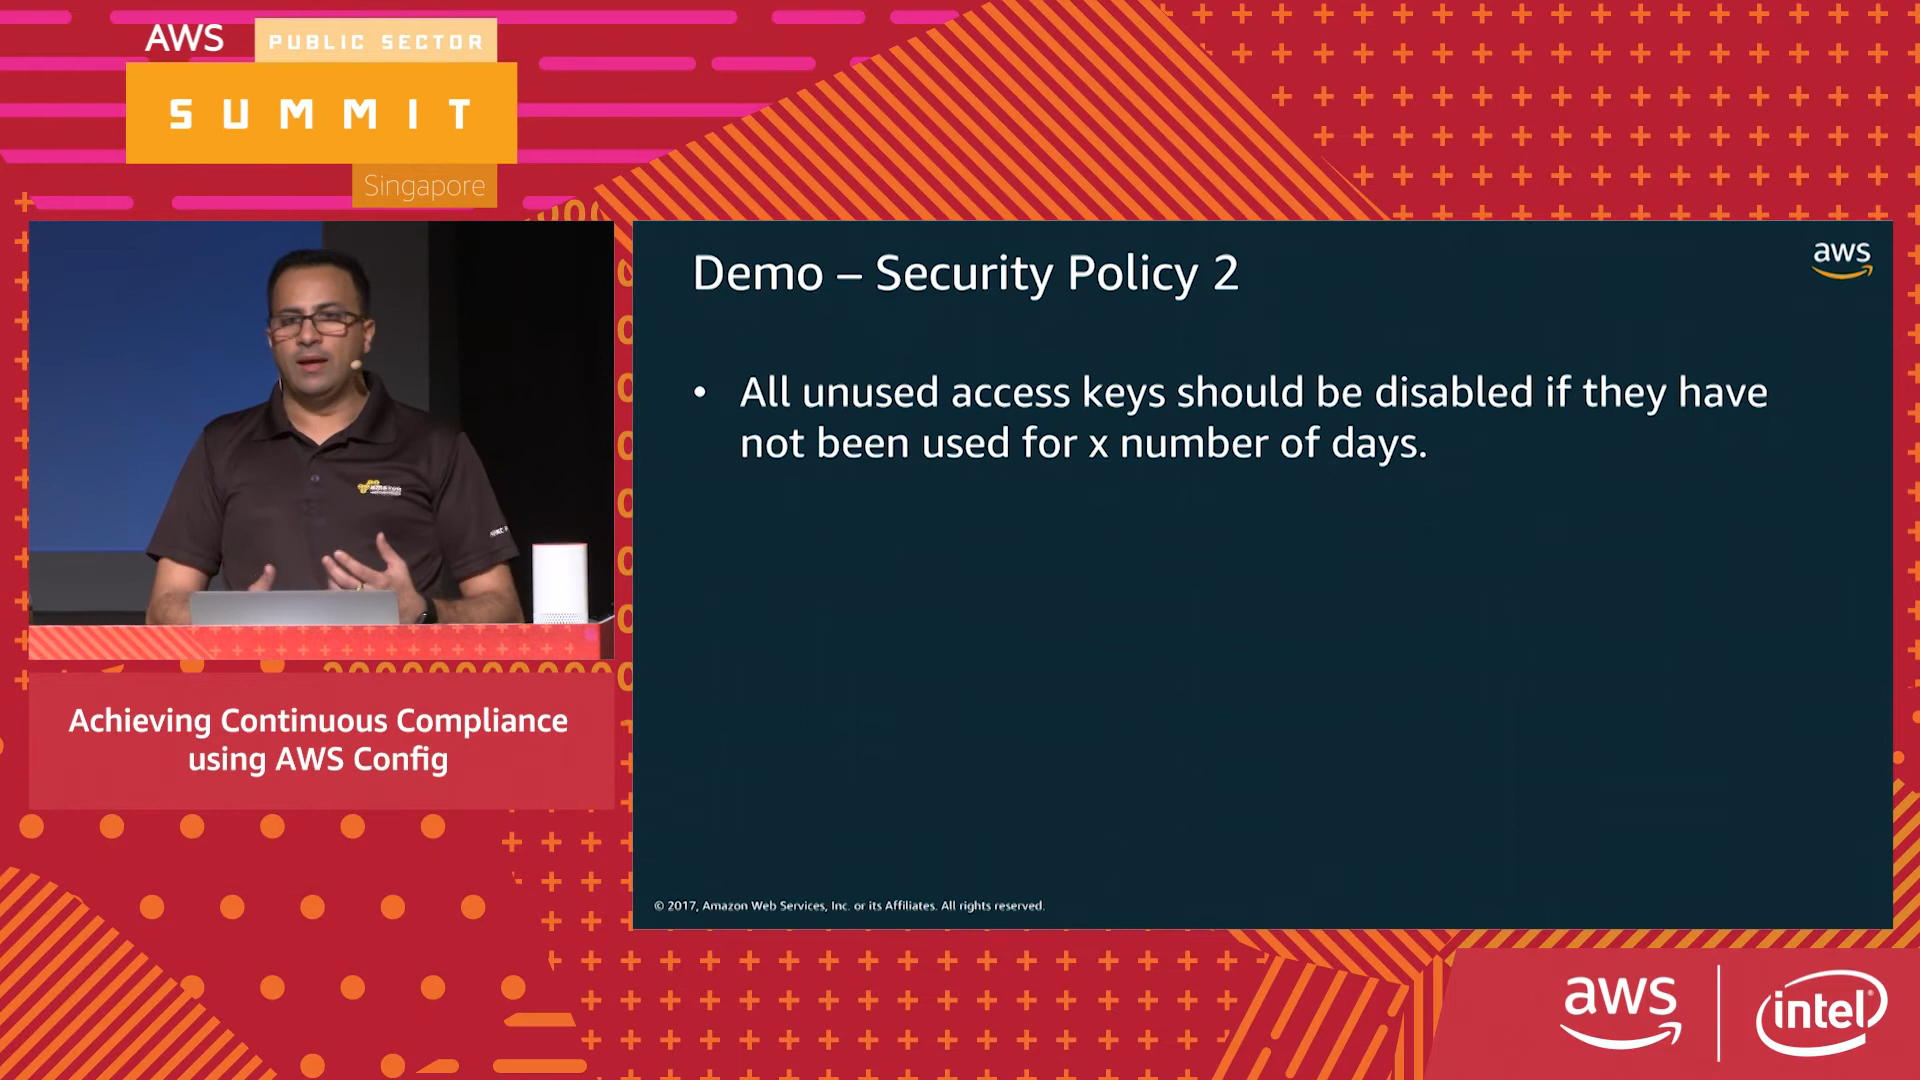 AWS PUBLIC SECTOR
SUMMIT
Singapore
Demo – Security Policy 2
aws
• All unused access keys should be disabled if they have
not been used for x number of days.
© 2017, Amazon Web Services, Inc. or its Affiliates. All rights reserved.
Achieving Continuous Compliance
using AWS Config
aws
intel